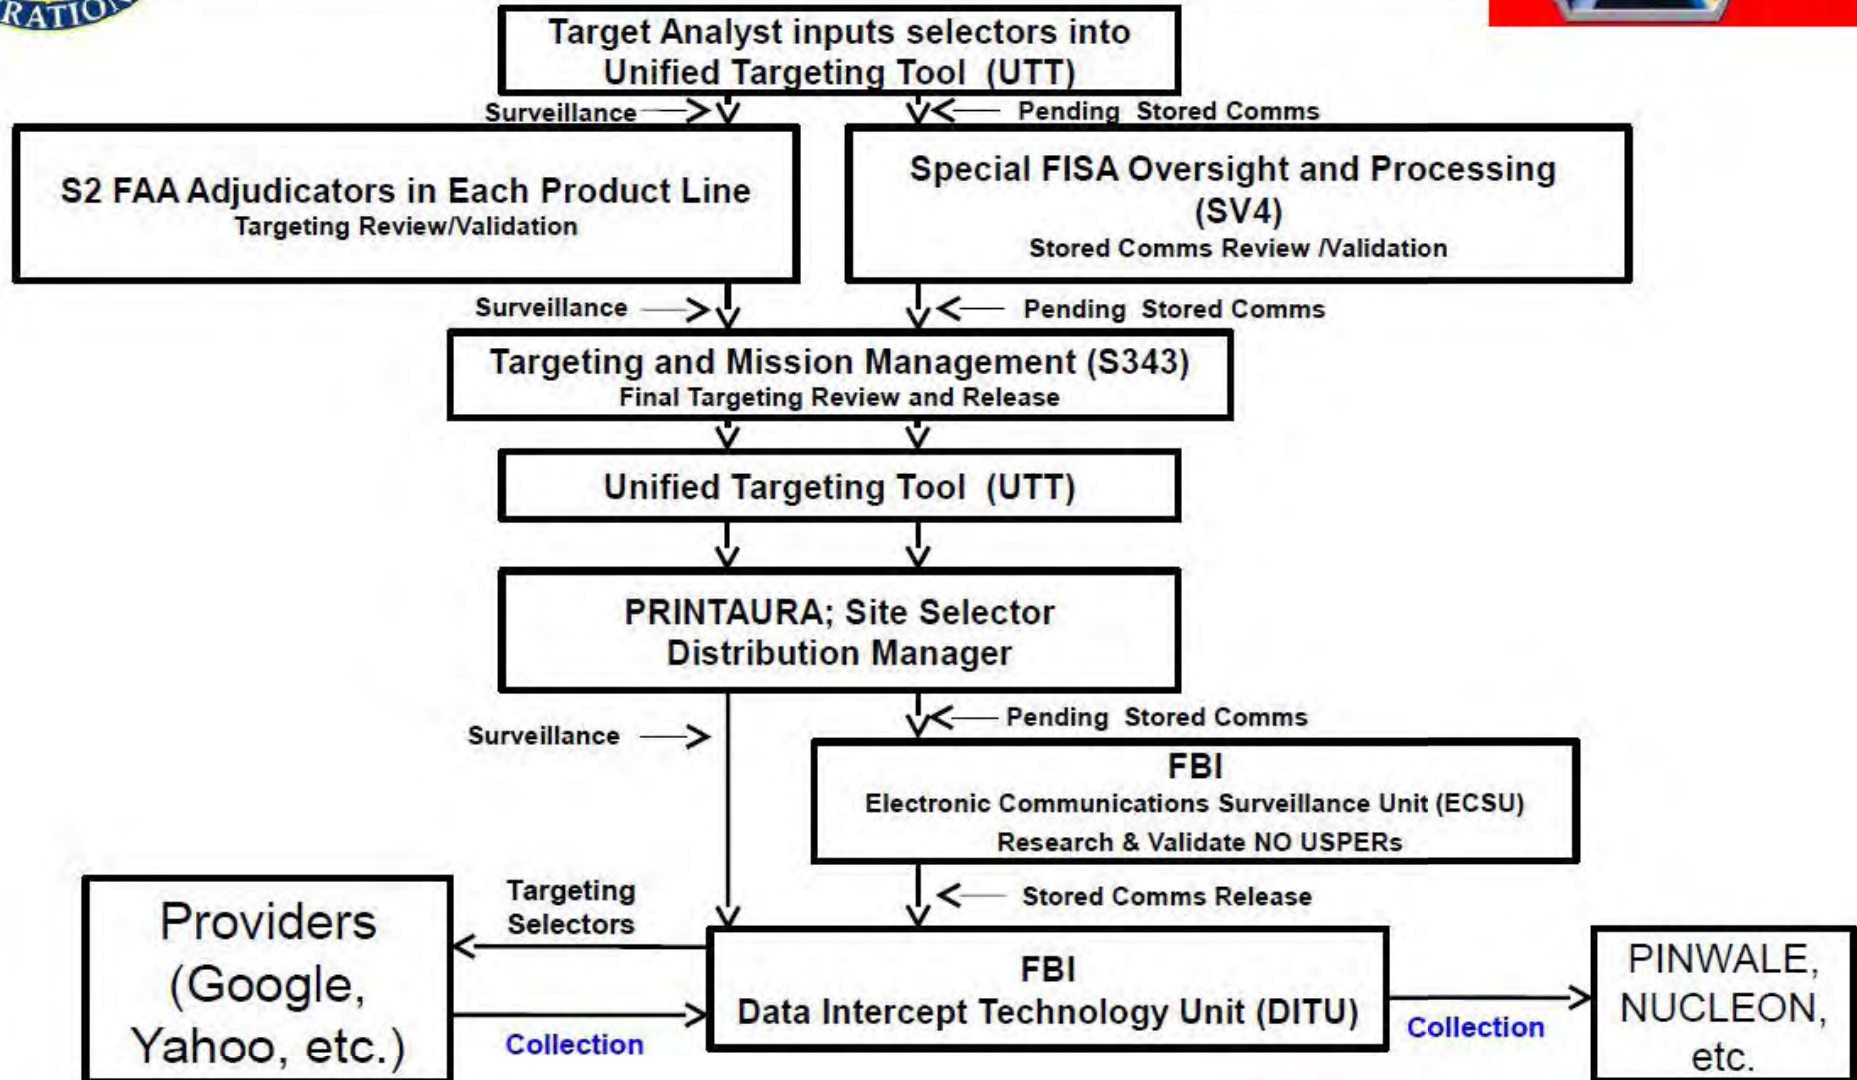 RATION
Target Analyst inputs selectors into
Unified Targeting Tool (UTT)
Surveillance
Pending Stored Comms
S2 FAA Adjudicators in Each Product Line
Targeting Review/Validation
Special FISA Oversight and Processing
(SV4)
Stored Comms Review /Validation
Surveillance
Pending Stored Comms
Targeting and Mission Management (S343)
Final Targeting Review and Release
Unified Targeting Tool (UTT)
PRINTAURA; Site Selector
Distribution Manager
Surveillance
Pending Stored Comms
FBI
Electronic Communications Surveillance Unit (ECSU)
Research & Validate NO USPERs
Stored Comms Release
Targeting
Selectors
Providers
(Google,
Yahoo, etc.)
Collection
FBI
Data Intercept Technology Unit (DITU)
Collection
PINWALE,
NUCLEON,
etc.